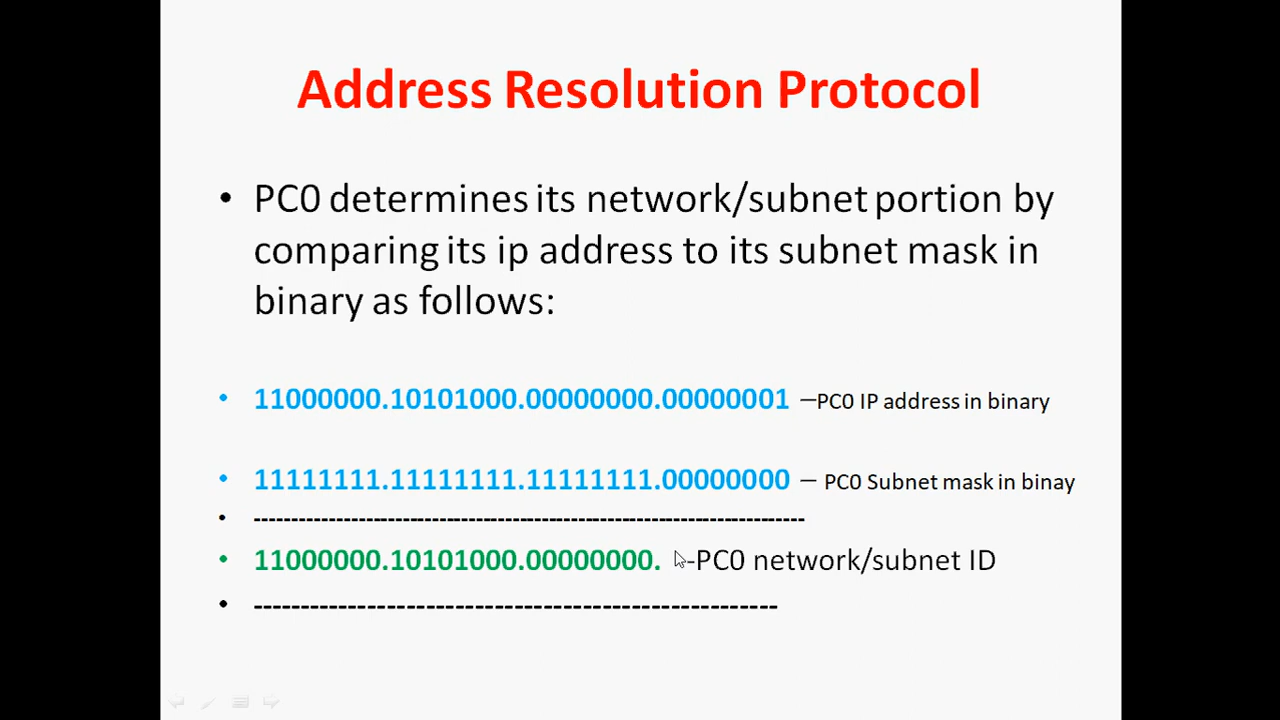 Address Resolution Protocol
• PC0 determines its network/subnet portion by
comparing its ip address to its subnet mask in
binary as follows:
• 11000000.10101000.00000000.00000001 –PC0 IP address in binary
• 11111111.11111111.11111111.00000000 – PC0 Subnet mask in binay
• --------------------------------------------------------------------------
• 11000000.10101000.00000000. --PC0 network/subnet ID
• --------------------------------------------------------